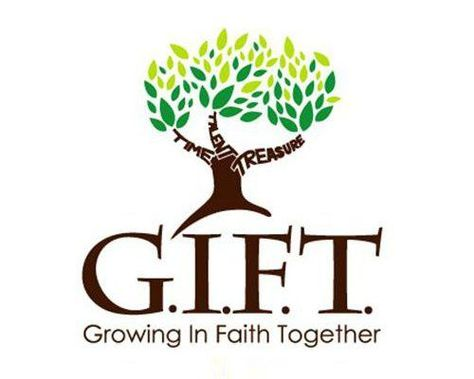 TIME
TALENT
TREASURE
G.I.F.T.
Growing In Faith Together